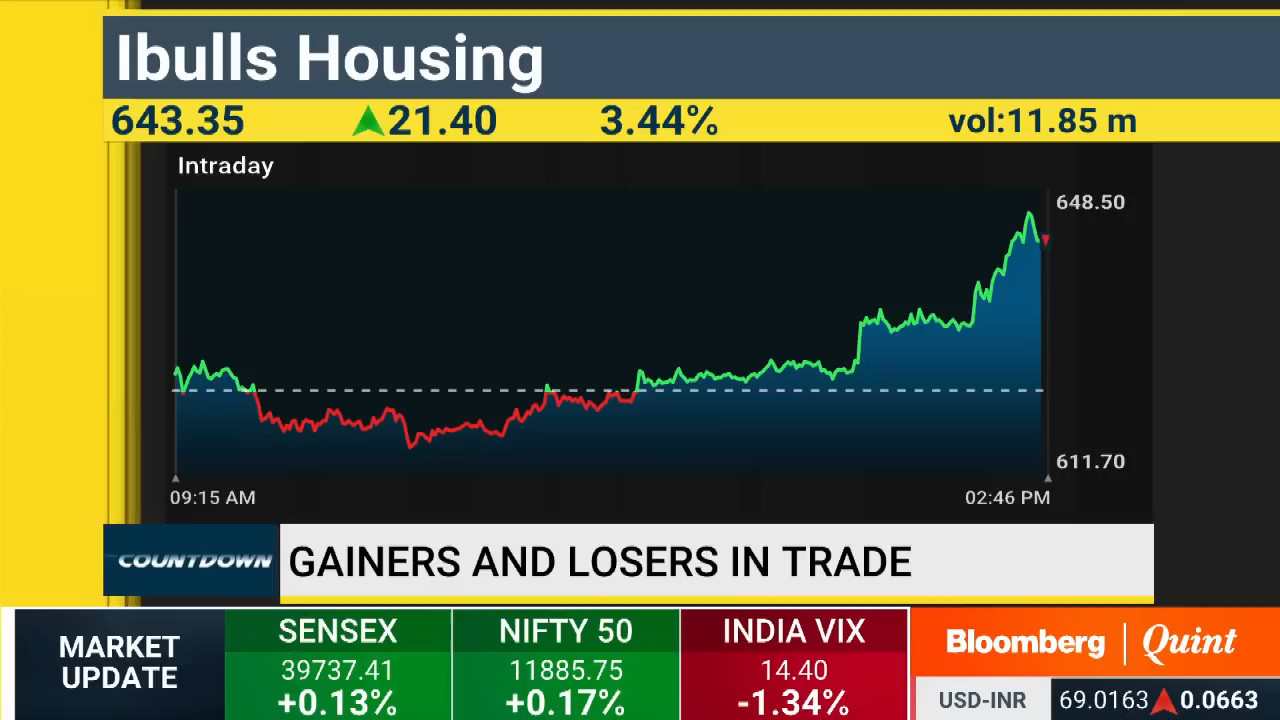 Ibulls Housing
643.35 ▲21.40 3.44% vol:11.85 m
Intraday
648.50
611.70
09:15 AM 02:46 PM
COUNTDOWN GAINERS AND LOSERS IN TRADE
MARKET UPDATE
SENSEX
39737.41
+0.13%
NIFTY 50
11885.75
+0.17%
INDIA VIX
14.40
-1.34%
Bloomberg | Quint
USD-INR 69.0163 ▲ 0.0663